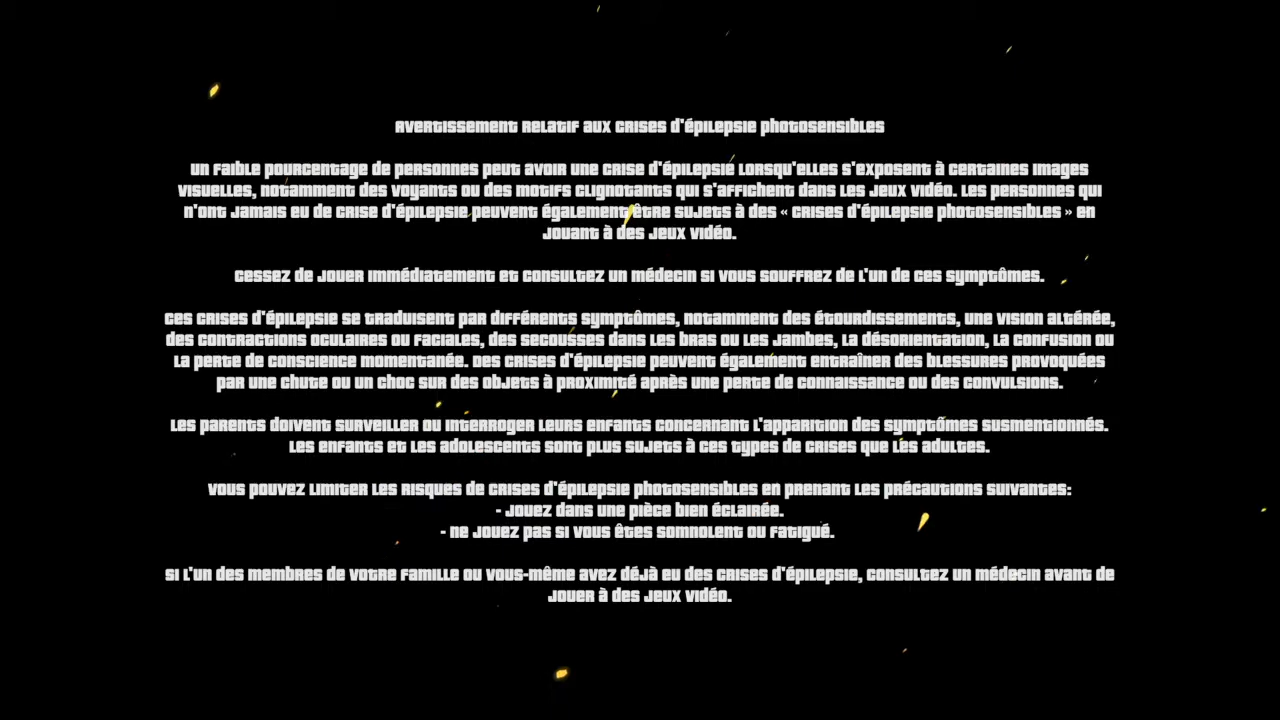 Avertissement relatif aux crises d'épilepsie photosensibles
Un faible pourcentage de personnes peut avoir une crise d'épilepsie lorsqu'elles s'exposent à certaines images
visuelles, notamment des voyants ou des motifs clignotants qui s'affichent dans les jeux vidéo. Les personnes qui
n'ont jamais eu de crise d'épilepsie peuvent également être sujets à des « crises d'épilepsie photosensibles » en
jouant à des jeux vidéo.
Cessez de jouer immédiatement et consultez un médecin si vous souffrez de l'un de ces symptômes.
Ces crises d'épilepsie se traduisent par différents symptômes, notamment des étourdissements, une vision altérée,
des contractions oculaires ou faciales, des secousses dans les bras ou les jambes, la désorientation, la confusion ou
la perte de conscience momentanée. Des crises d'épilepsie peuvent également entraîner des blessures provoquées
par une chute ou un choc sur des objets à proximité après une perte de connaissance ou des convulsions.
Les parents doivent surveiller ou interroger leurs enfants concernant l'apparition des symptômes susmentionnés.
Les enfants et les adolescents sont plus sujets à ces types de crises que les adultes.
Vous pouvez limiter les risques de crises d'épilepsie photosensibles en prenant les précautions suivantes:
- Jouez dans une pièce bien éclairée.
- Ne jouez pas si vous êtes somnolent ou fatigué.
Si l'un des membres de votre famille ou vous-même avez déjà eu des crises d'épilepsie, consultez un médecin avant de
jouer à des jeux vidéo.